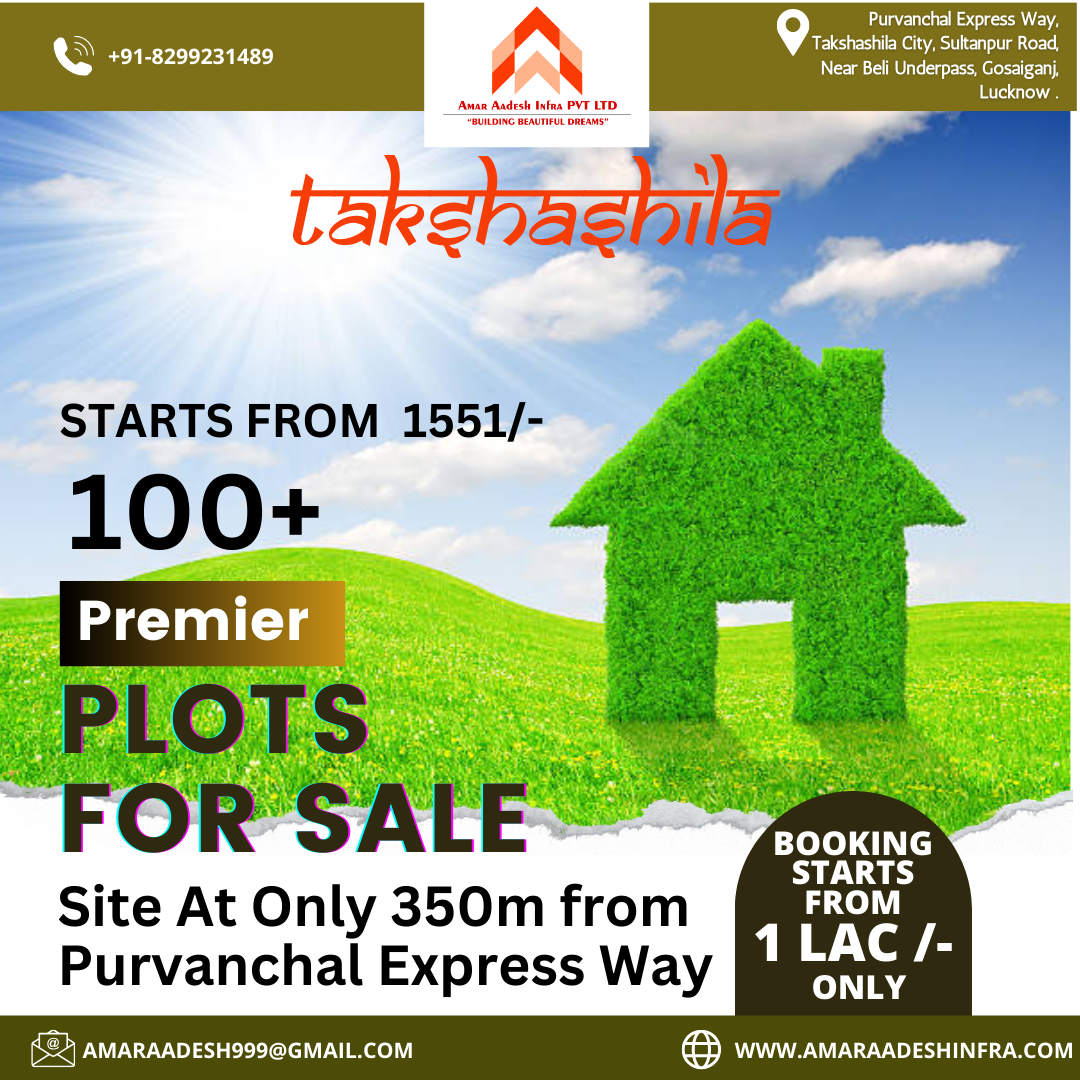 +91-8299231489
Amar Aadesh Infra PVT LTD
"BUILDING BEAUTIFUL DREAMS"
Purvanchal Express Way,
Takshashila City, Sultanpur Road,
Near Beli Underpass, Gosaiganj,
Lucknow .
takshashila
STARTS FROM 1551/-
100+
Premier
PLOTS
FOR SALE
Site At Only 350m from
Purvanchal Express Way
BOOKING
STARTS
FROM
1 LAC /-
ONLY
AMARAADESH999@GMAIL.COM
WWW.AMARAADESHINFRA.COM